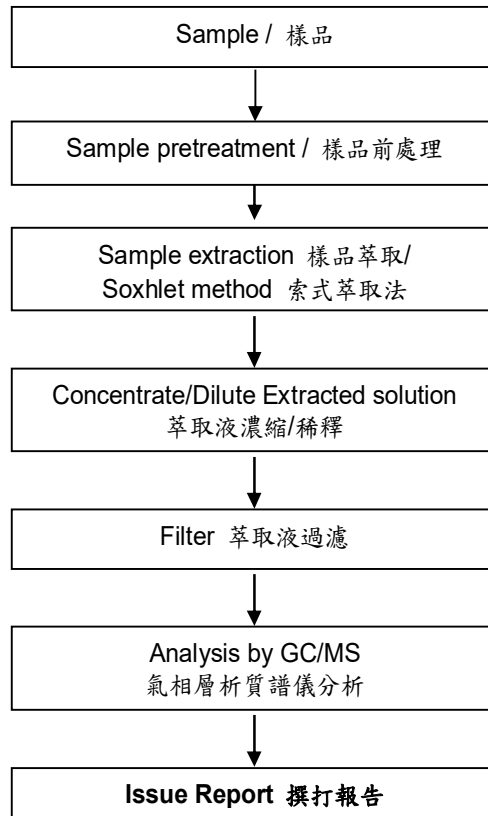 Sample / 樣品
Sample pretreatment / 樣品前處理
Sample extraction 樣品萃取/
Soxhlet method 索式萃取法
Concentrate/Dilute Extracted solution
萃取液濃縮/稀釋
Filter 萃取液過濾
Analysis by GC/MS
氣相層析質譜儀分析
Issue Report 撰打報告